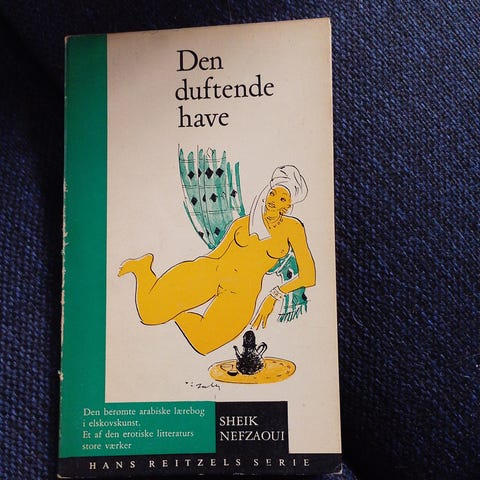 Den
duftende
have
Den berømte arabiske lærebog
i elskovskunst.
Et af den erotiske litteraturs
store værker
SHEIK
NEFZAOUI
HANS REITZELS SERIE